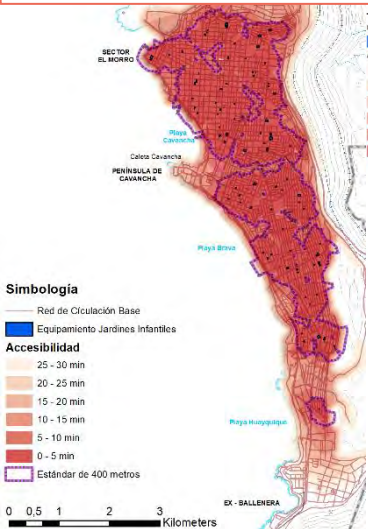 SECTOR
EL MORRO
Playa
Cavancha
Caleta Cavancha
PENÍNSULA DE
CAVANCHA
Playa Brava
Simbología
Red de Circulación Base
Equipamiento Jardines Infantiles
Accesibilidad
25 - 30 min
20 - 25 min
15 - 20 min
10 - 15 min
5 - 10 min
0 - 5 min
Estándar de 400 metros
Playa Huayquique
EX - BALLENERA
0 0,5 1 2 3
Kilometers